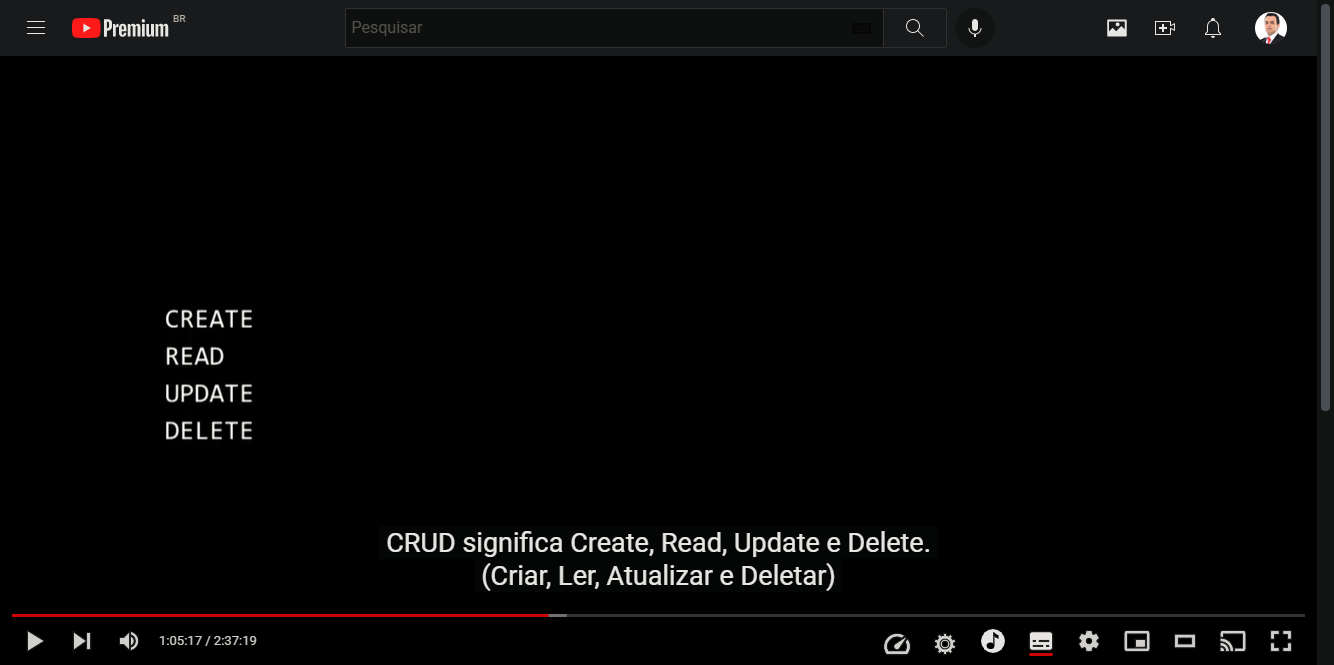 Premium BR
Pesquisar
CREATE
READ
UPDATE
DELETE
CRUD significa Create, Read, Update e Delete.
(Criar, Ler, Atualizar e Deletar)
1:05:17 / 2:37:19